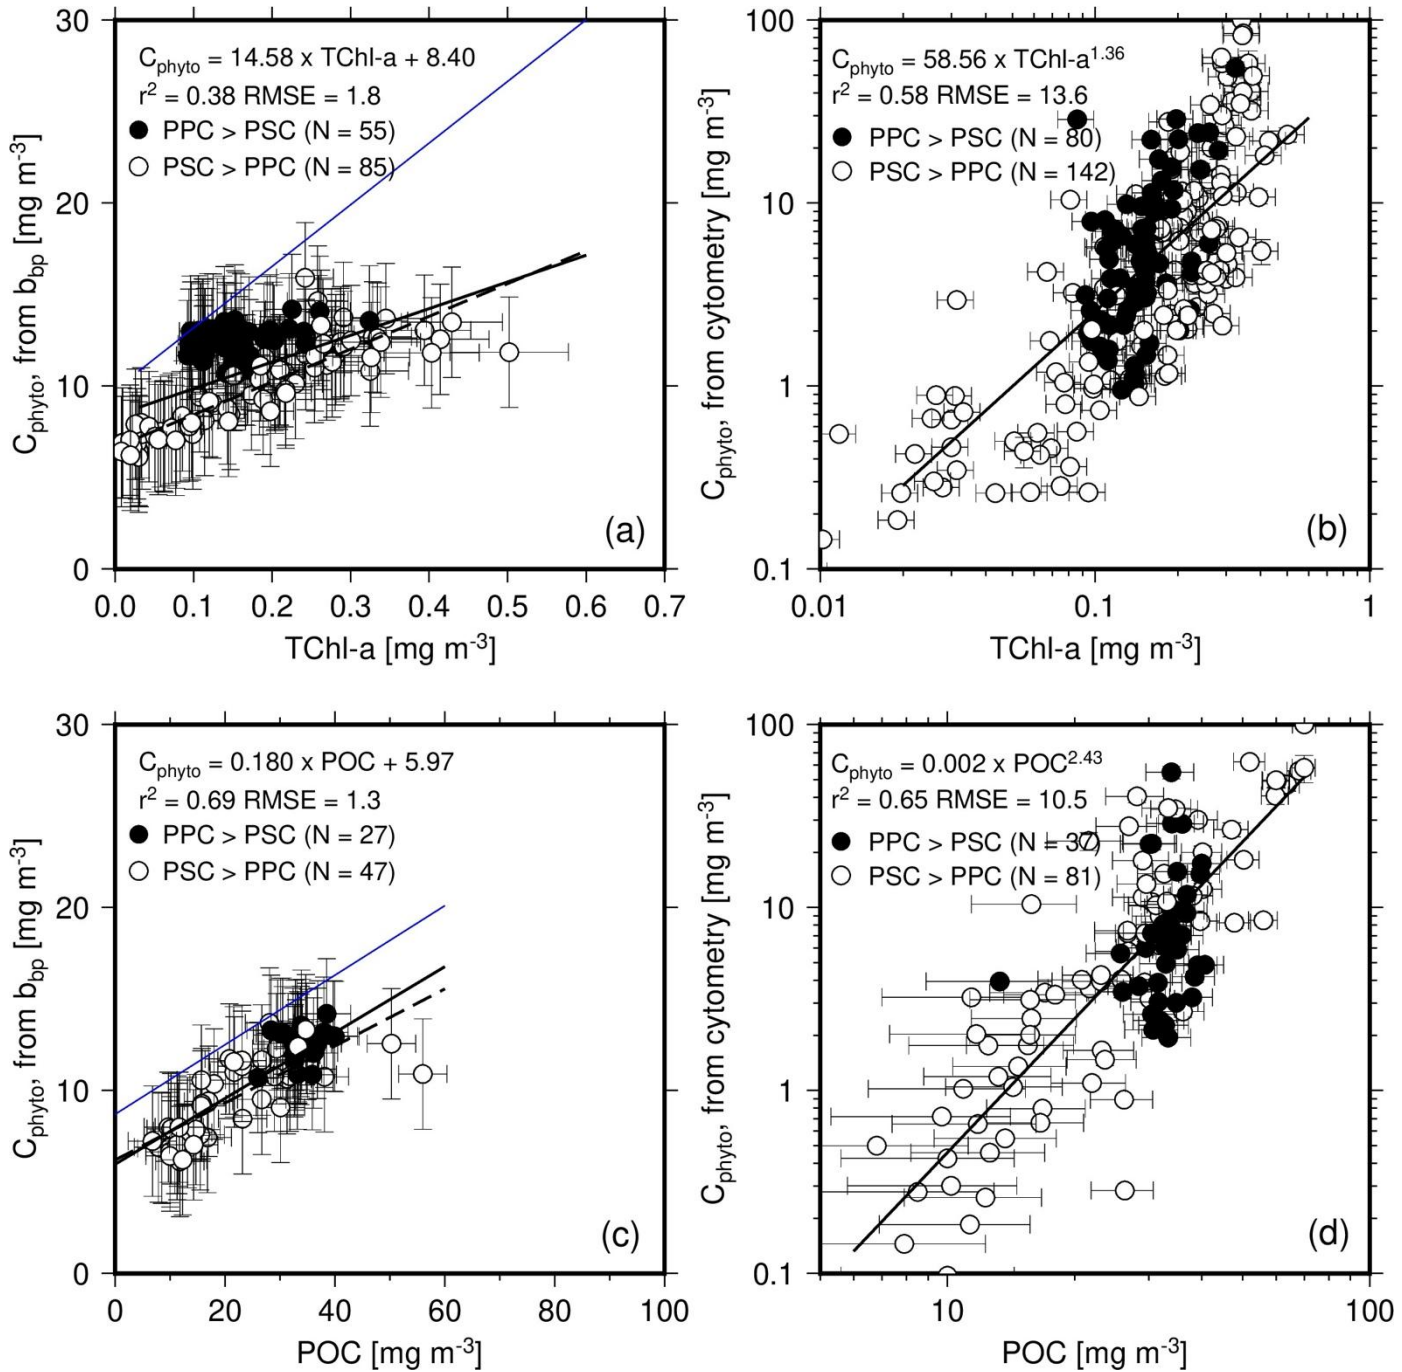 C_phyto = 14.58 x TChl-a + 8.40
r² = 0.38 RMSE = 1.8
PPC > PSC (N = 55)
PSC > PPC (N = 85)
C_phyto, from b_bp [mg m⁻³]
30
20
10
0
0.0 0.1 0.2 0.3 0.4 0.5 0.6 0.7
TChl-a [mg m⁻³]
(a)
C_phyto = 58.56 x TChl-a¹·³⁶
r² = 0.58 RMSE = 13.6
PPC > PSC (N = 80)
PSC > PPC (N = 142)
C_phyto, from cytometry [mg m⁻³]
100
10
1
0.1
0.01 0.1 1
TChl-a [mg m⁻³]
(b)
C_phyto = 0.180 x POC + 5.97
r² = 0.69 RMSE = 1.3
PPC > PSC (N = 27)
PSC > PPC (N = 47)
C_phyto, from b_bp [mg m⁻³]
30
20
10
0
0 20 40 60 80 100
POC [mg m⁻³]
(c)
C_phyto = 0.002 x POC²·⁴³
r² = 0.65 RMSE = 10.5
PPC > PSC (N = 37)
PSC > PPC (N = 81)
C_phyto, from cytometry [mg m⁻³]
100
10
1
0.1
10 100
POC [mg m⁻³]
(d)